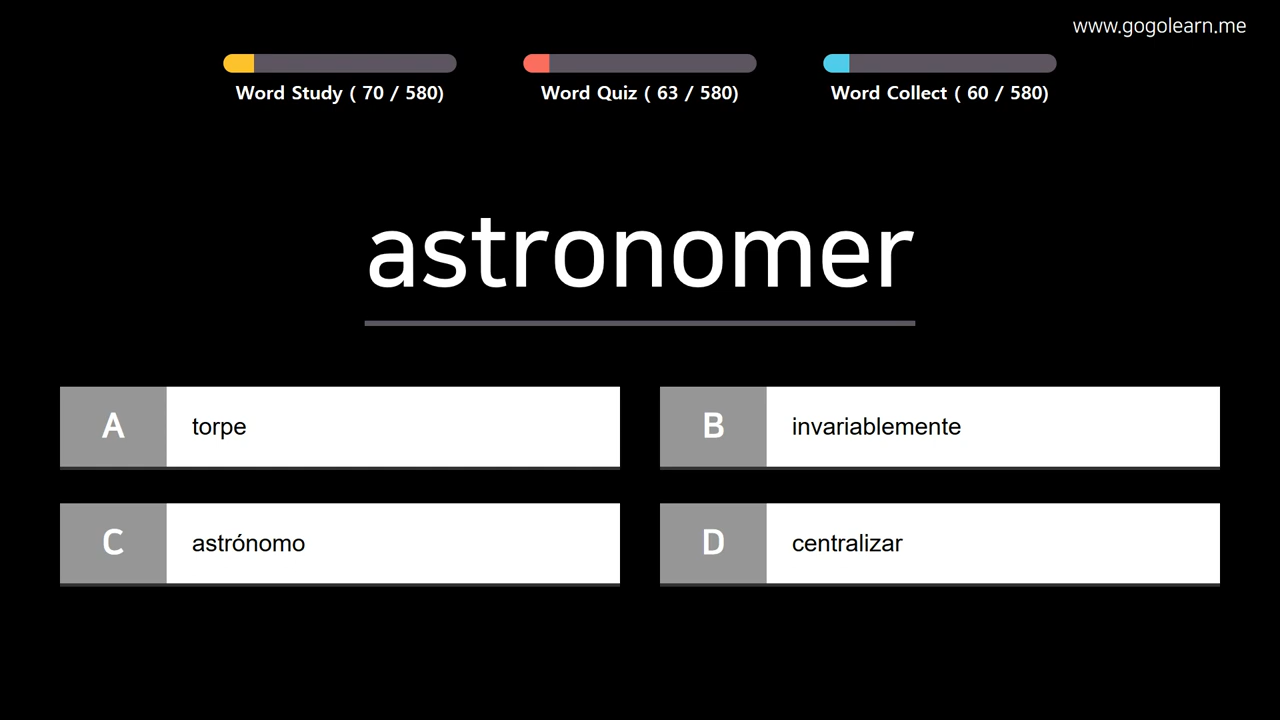 www.gogolearn.me
Word Study ( 70 / 580)
Word Quiz ( 63 / 580)
Word Collect ( 60 / 580)
astronomer
A torpe
B invariablemente
C astrónomo
D centralizar